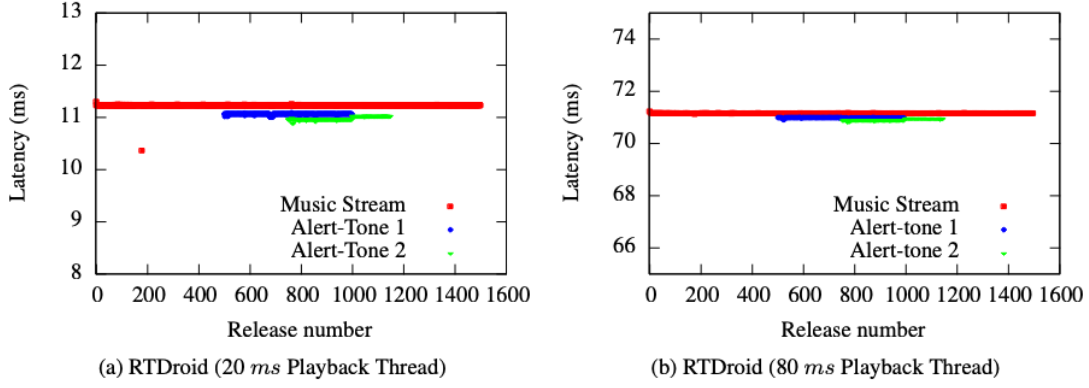 13
12
11
10
9
8
Latency (ms)
Music Stream
Alert-Tone 1
Alert-Tone 2
0 200 400 600 800 1000 1200 1400 1600
Release number
(a) RTDroid (20 ms Playback Thread)
74
72
70
68
66
Latency (ms)
Music Stream
Alert-tone 1
Alert-tone 2
0 200 400 600 800 1000 1200 1400 1600
Release number
(b) RTDroid (80 ms Playback Thread)